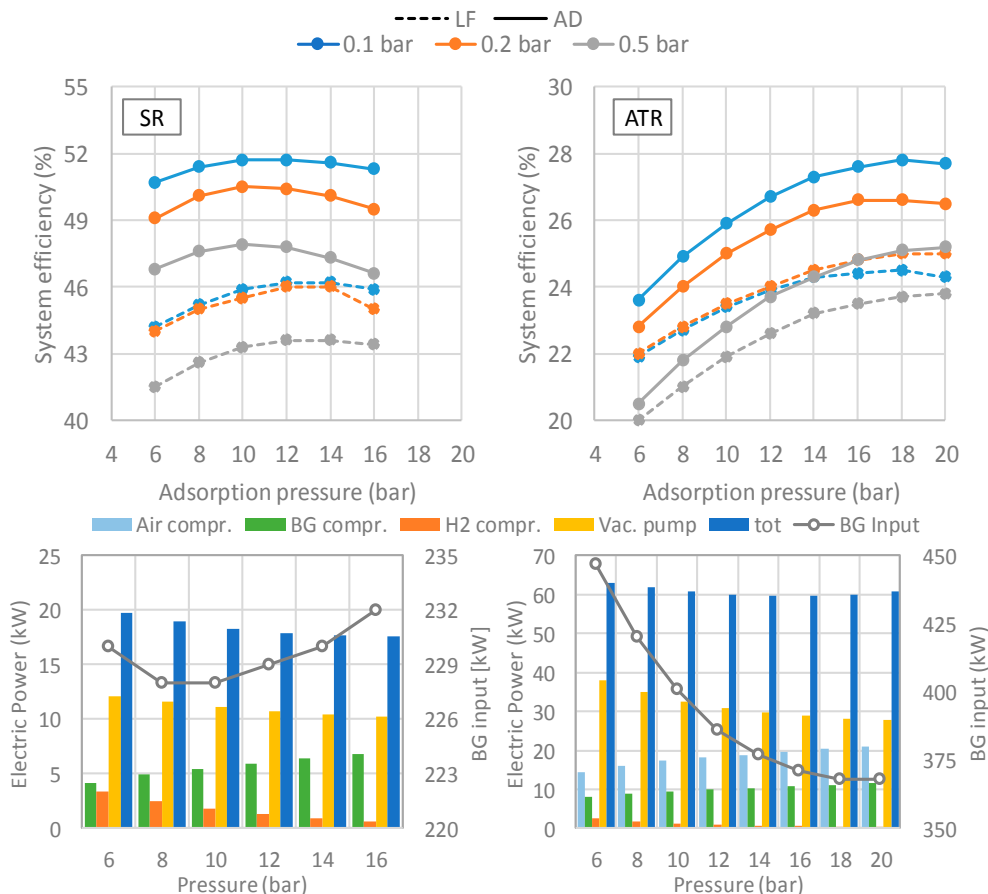 LF AD
0.1 bar 0.2 bar 0.5 bar
55
52
49
46
43
40
System efficiency (%)
SR
4 6 8 10 12 14 16 18 20
Adsorption pressure (bar)
30
28
26
24
22
20
System efficiency (%)
ATR
4 6 8 10 12 14 16 18 20
Adsorption pressure (bar)
Air compr. BG compr. H2 compr. Vac. pump tot BG Input
25
20
15
10
5
0
Electric Power (kW)
235
232
229
226
223
220
BG input [kW]
6 8 10 12 14 16
Pressure (bar)
70
60
50
40
30
20
10
0
Electric Power (kW)
450
425
400
375
350
BG input (kW)
6 8 10 12 14 16 18 20
Pressure (bar)